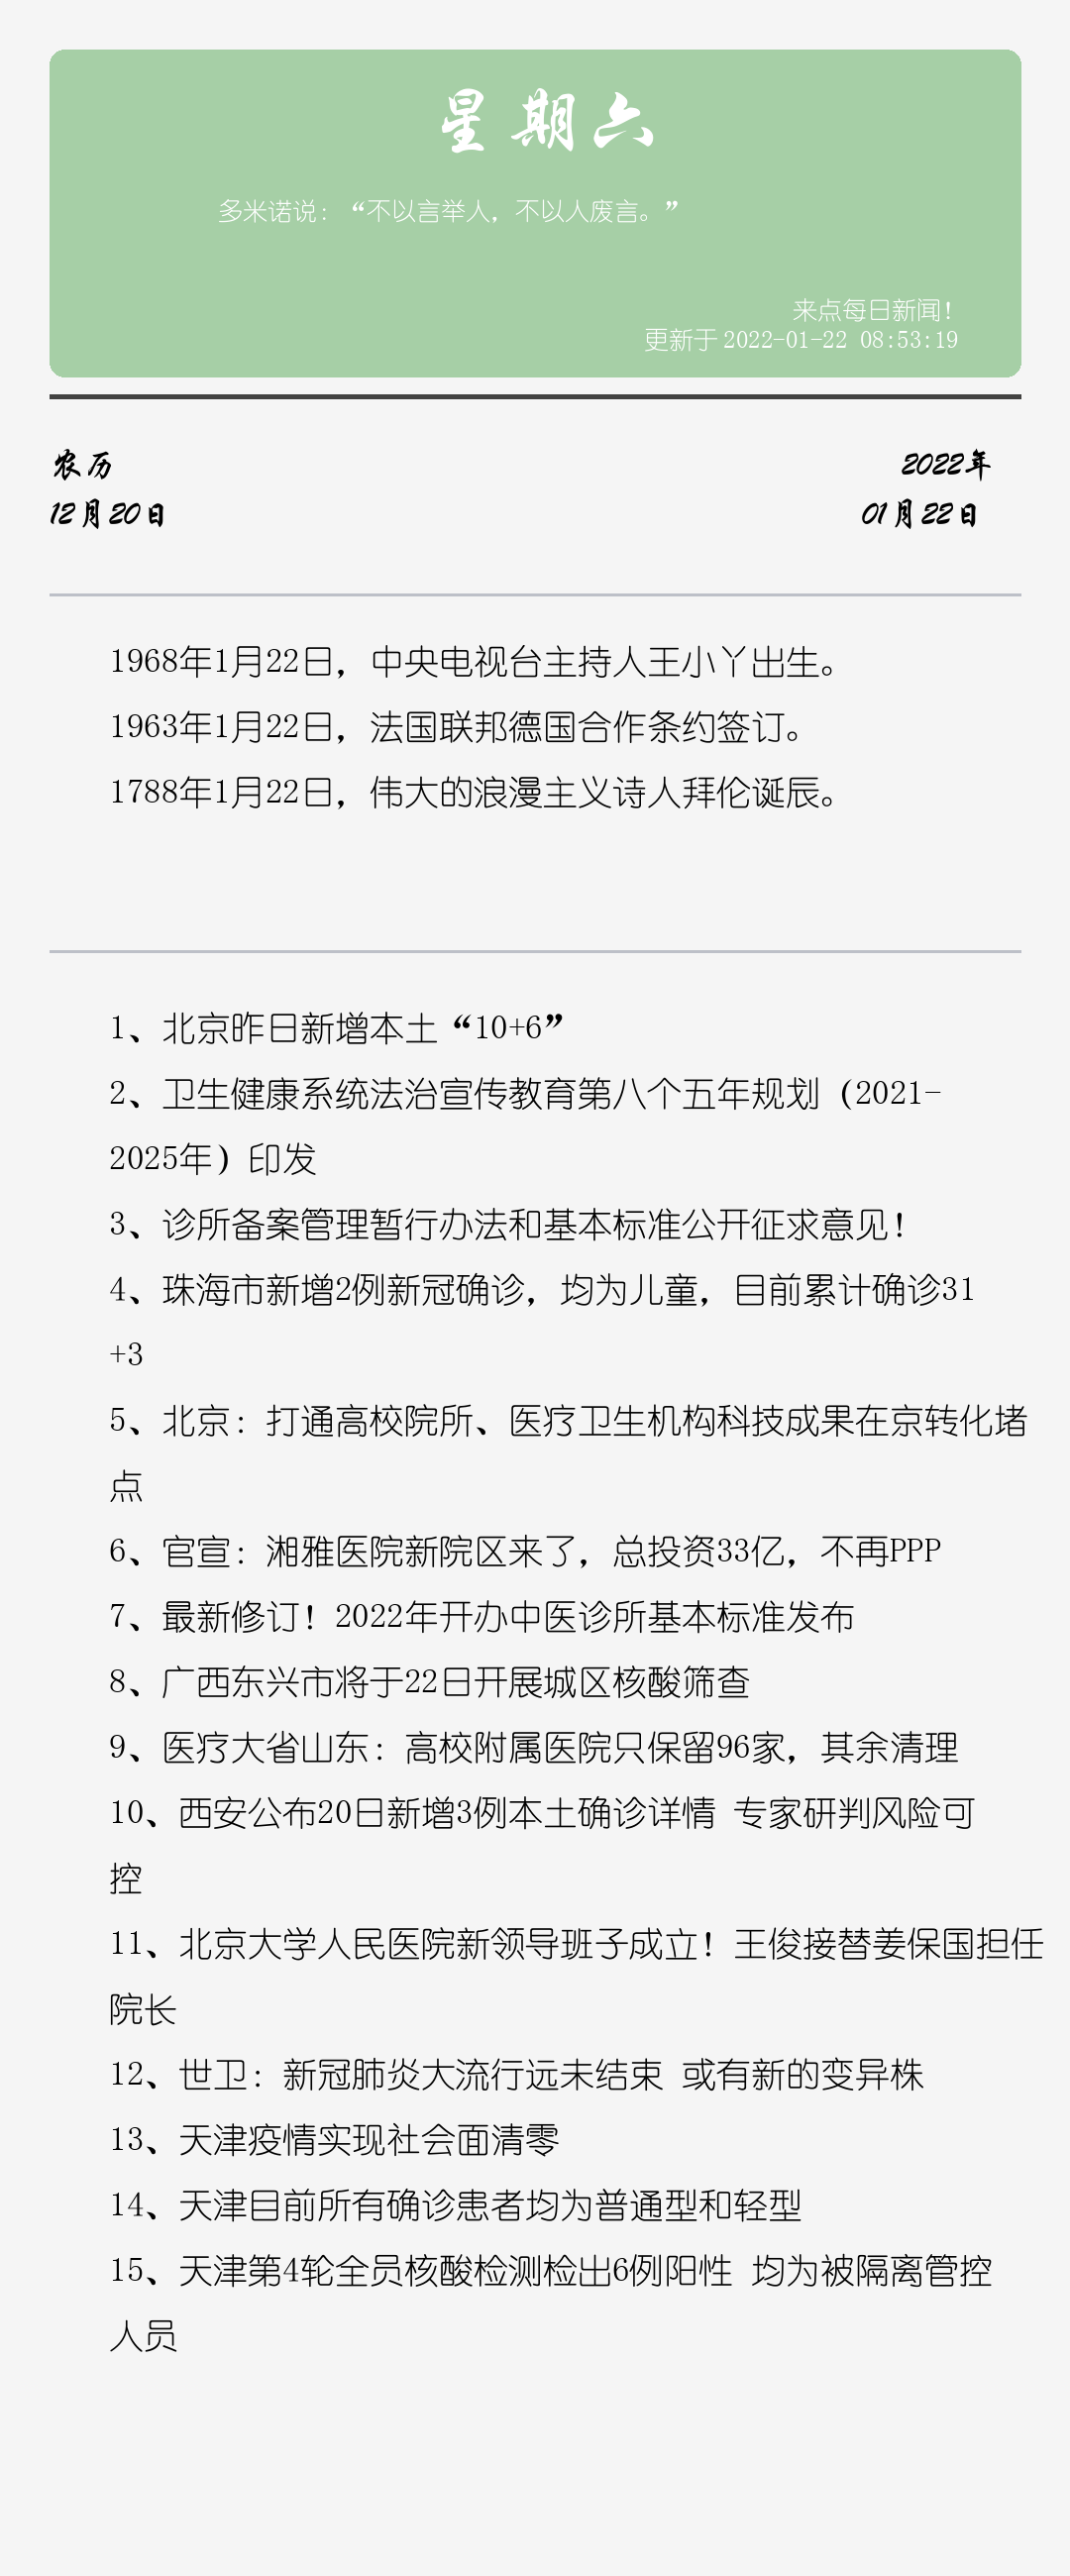 星期六
多米诺说：“不以言举人，不以人废言。”
来点每日新闻！
更新于 2022-01-22 08:53:19
农历
2022年
12月20日
01月22日
1968年1月22日，中央电视台主持人王小丫出生。
1963年1月22日，法国联邦德国合作条约签订。
1788年1月22日，伟大的浪漫主义诗人拜伦诞辰。
1、北京昨日新增本土“10+6”
2、卫生健康系统法治宣传教育第八个五年规划（2021-
2025年）印发
3、诊所备案管理暂行办法和基本标准公开征求意见！
4、珠海市新增2例新冠确诊，均为儿童，目前累计确诊31
+3
5、北京：打通高校院所、医疗卫生机构科技成果在京转化堵
点
6、官宣：湘雅医院新院区来了，总投资33亿，不再PPP
7、最新修订！2022年开办中医诊所基本标准发布
8、广西东兴市将于22日开展城区核酸筛查
9、医疗大省山东：高校附属医院只保留96家，其余清理
10、西安公布20日新增3例本土确诊详情 专家研判风险可
控
11、北京大学人民医院新领导班子成立！王俊接替姜保国担任
院长
12、世卫：新冠肺炎大流行远未结束 或有新的变异株
13、天津疫情实现社会面清零
14、天津目前所有确诊患者均为普通型和轻型
15、天津第4轮全员核酸检测检出6例阳性 均为被隔离管控
人员